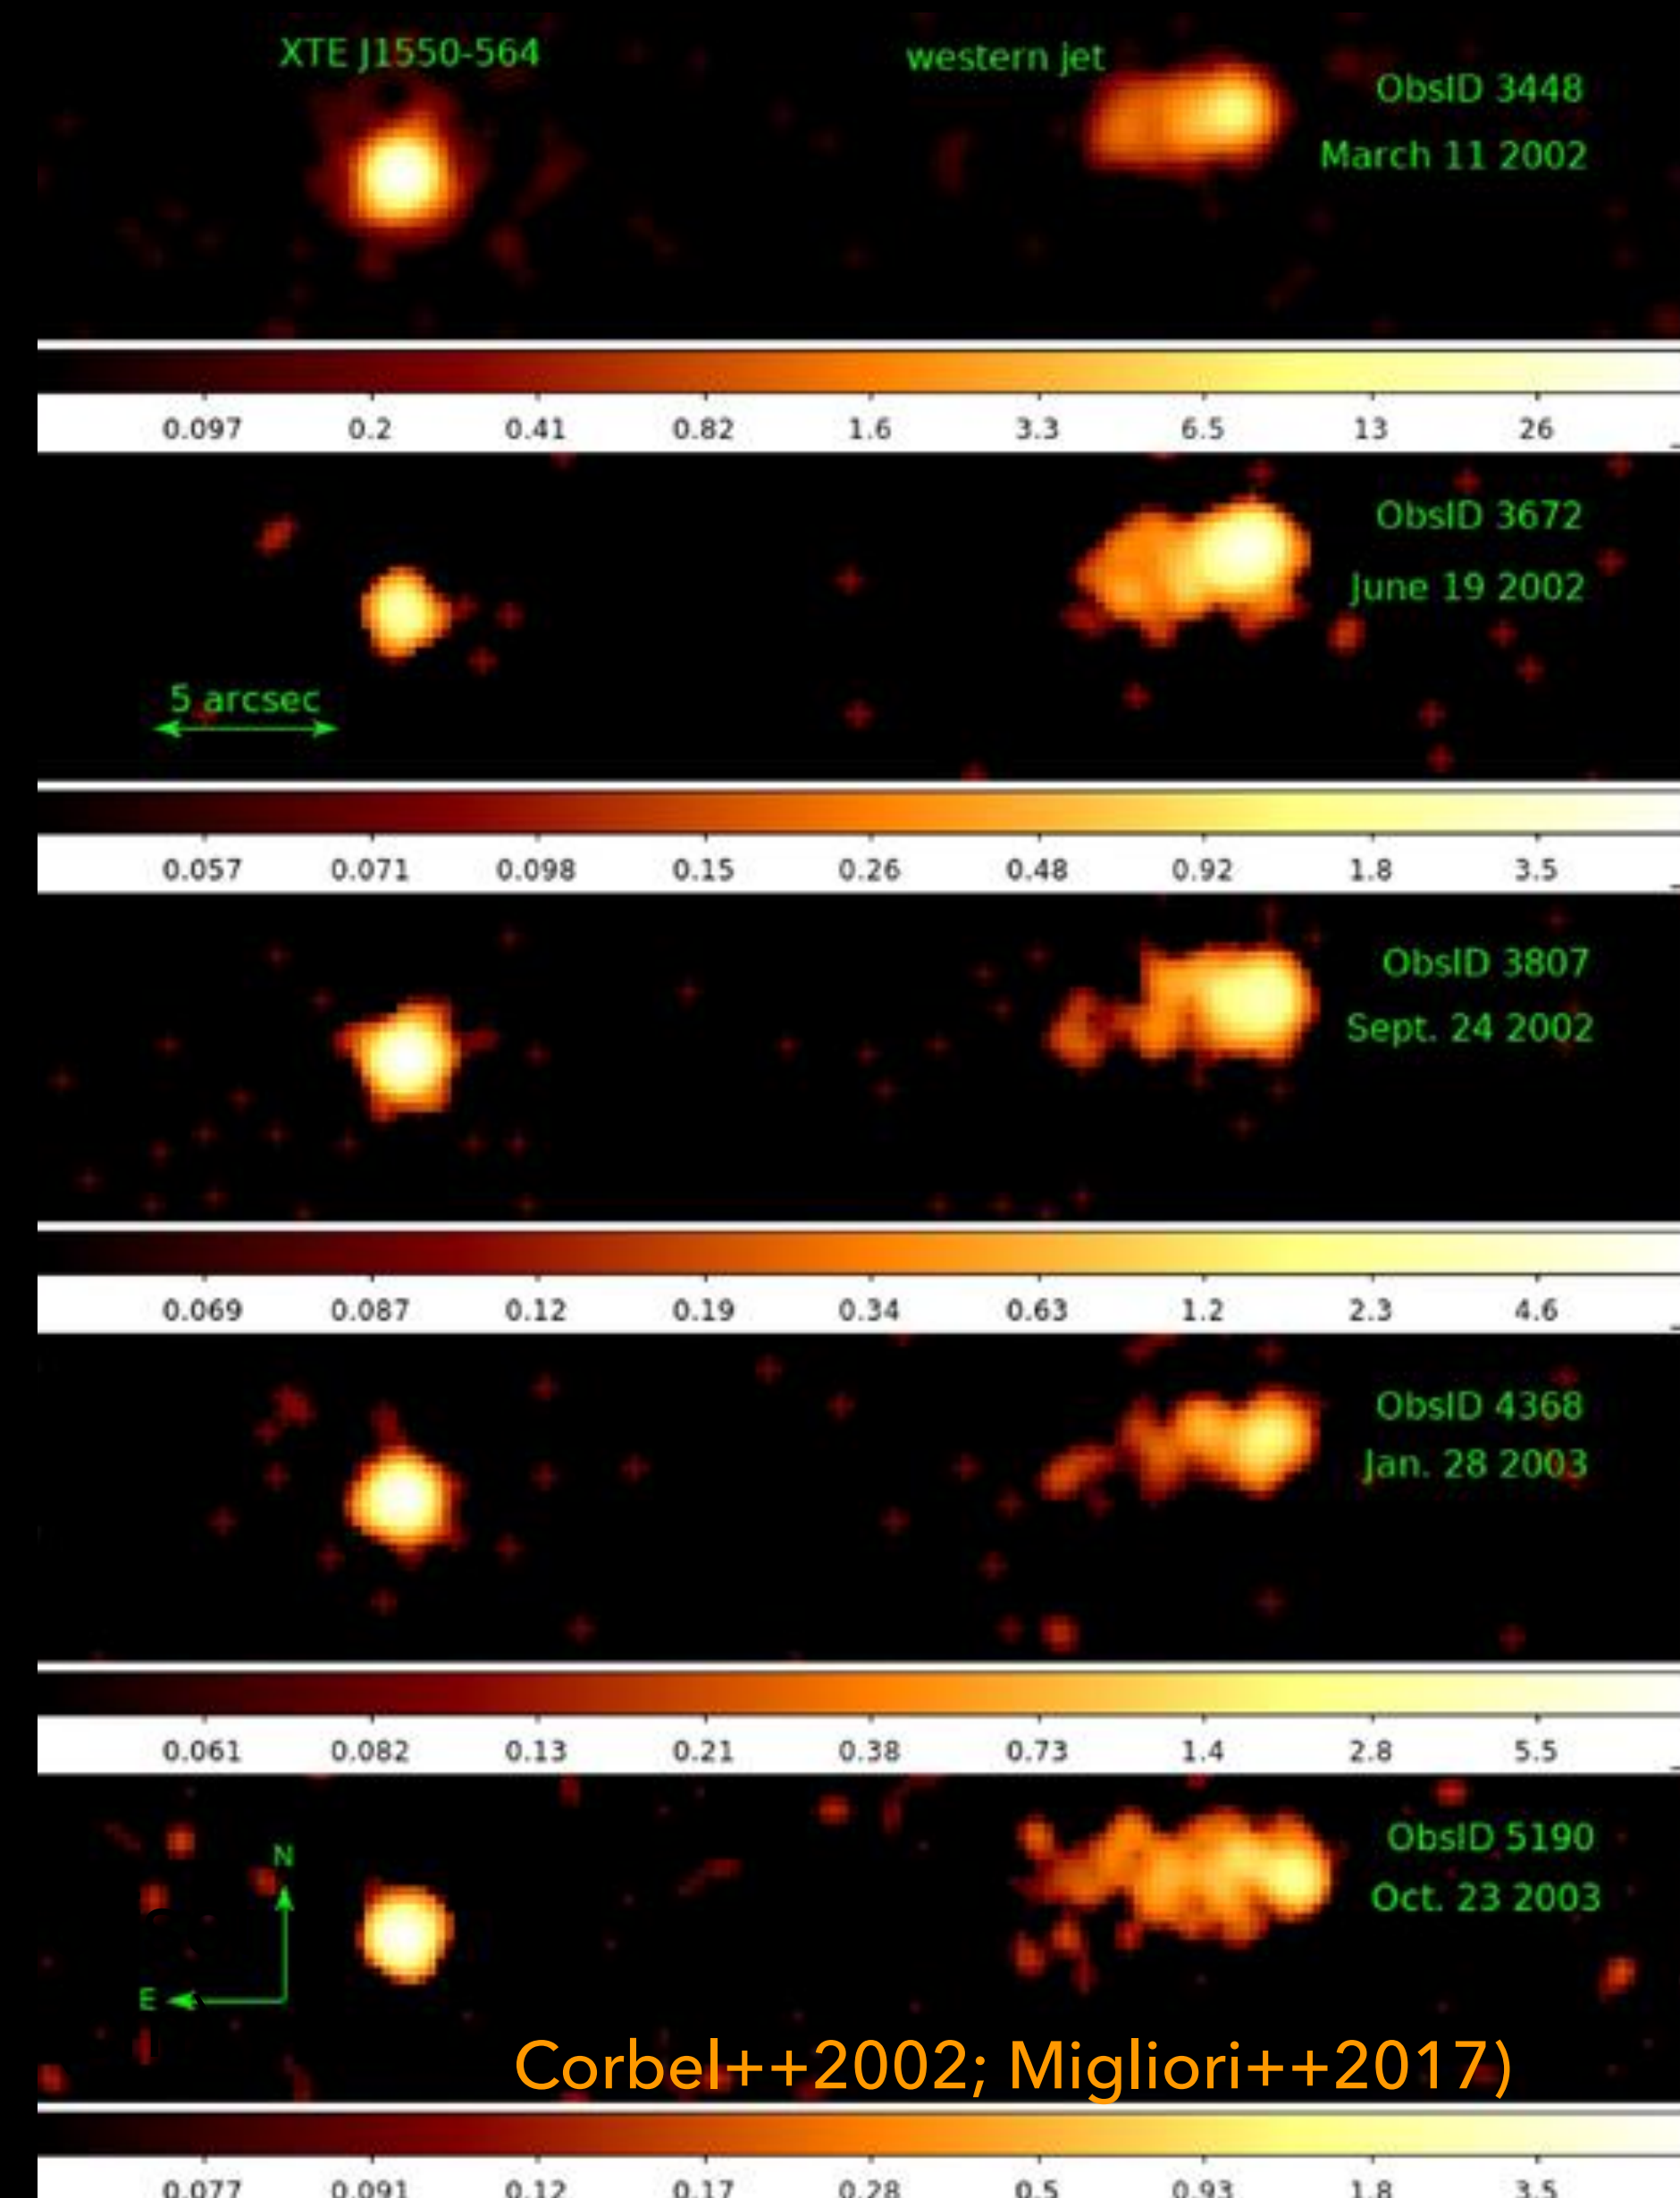 XTE J1550-564
western jet
ObsID 3448
March 11 2002
0.097 0.2 0.41 0.82 1.6 3.3 6.5 13 26
ObsID 3672
June 19 2002
5 arcsec
0.057 0.071 0.098 0.15 0.26 0.48 0.92 1.8 3.5
ObsID 3807
Sept. 24 2002
0.069 0.087 0.12 0.19 0.34 0.63 1.2 2.3 4.6
ObsID 4368
Jan. 28 2003
0.061 0.082 0.13 0.21 0.38 0.73 1.4 2.8 5.5
ObsID 5190
N
Oct. 23 2003
E
Corbel++2002; Migliori++2017)
0.077 0.091 0.12 0.17 0.28 0.5 0.93 1.8 3.5